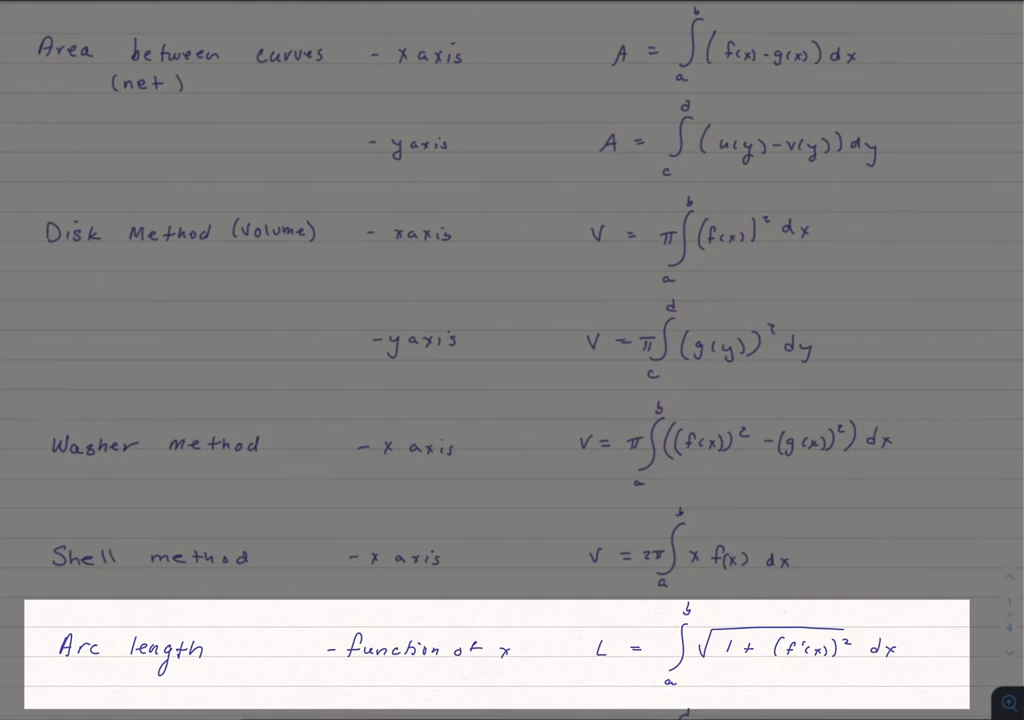 Area between curves - x axis A = ∫_a^b (f(x) - g(x)) dx
(net)
- y axis A = ∫_c^d (u(y) - v(y)) dy
Disk Method (Volume) - x axis V = π∫_a^b (f(x))² dx
- y axis V = π∫_c^d (g(y))² dy
Washer method - x axis V = π∫_a^b ((f(x))² - (g(x))²) dx
Shell method - x axis V = 2π∫_a^b x f(x) dx
Arc length - function of x L = ∫_a^b √(1 + (f'(x))²) dx
d